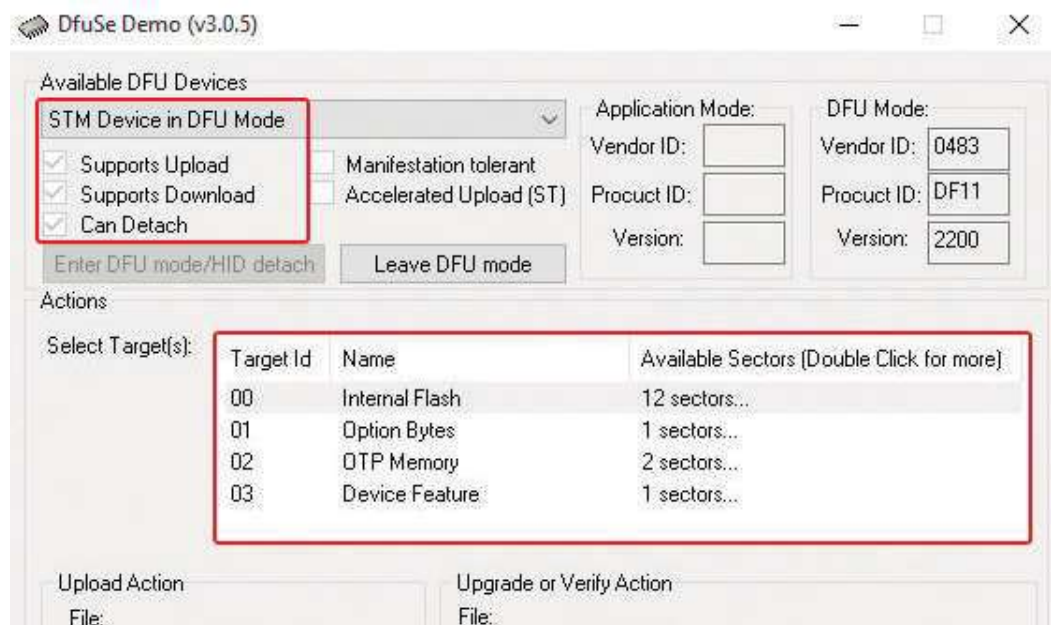 DfuSe Demo (v3.0.5)
Available DFU Devices
STM Device in DFU Mode
Supports Upload
Manifestation tolerant
Supports Download
Accelerated Upload (ST)
Can Detach
Enter DFU mode/HID detach
Leave DFU mode
Application Mode:
Vendor ID:
Procuct ID:
Version:
DFU Mode:
Vendor ID: 0483
Procuct ID: DF11
Version: 2200
Actions
Select Target(s):
Target Id Name Available Sectors (Double Click for more)
00 Internal Flash 12 sectors...
01 Option Bytes 1 sectors...
02 OTP Memory 2 sectors...
03 Device Feature 1 sectors...
Upload Action
File:
Upgrade or Verify Action
File: